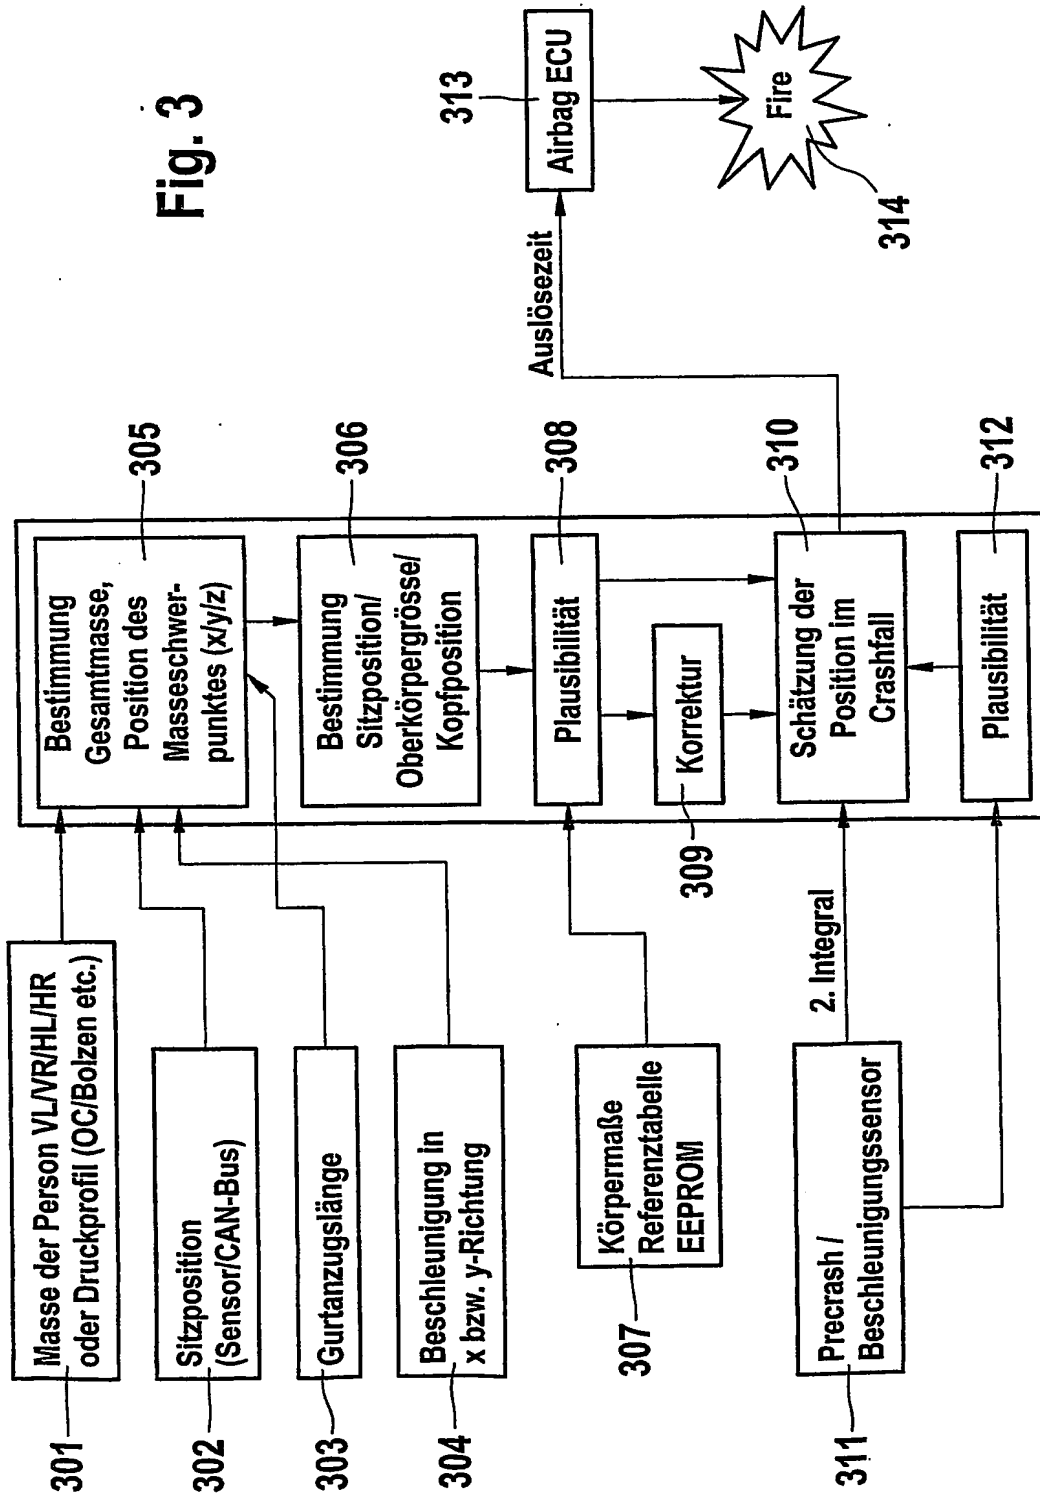 Fig. 3
301
Masse der Person VL/VR/HL/HR
oder Druckprofil (OC/Bolzen etc.)
302
Sitzposition
(Sensor/CAN-Bus)
303
Gurtanzugslänge
304
Beschleunigung in
x bzw. y-Richtung
307
Körpermaße
Referenztabelle
EEPROM
311
Precrash /
Beschleunigungssensor
2. Integral
305
Bestimmung
Gesamtmasse,
Position des
Masseschwer-
punktes (x/y/z)
306
Bestimmung
Sitzposition/
Oberkörpergrösse/
Kopfposition
308
Plausibilität
309
Korrektur
310
Schätzung der
Position im
Crashfall
312
Plausibilität
Auslösezeit
313
Airbag ECU
Fire
314